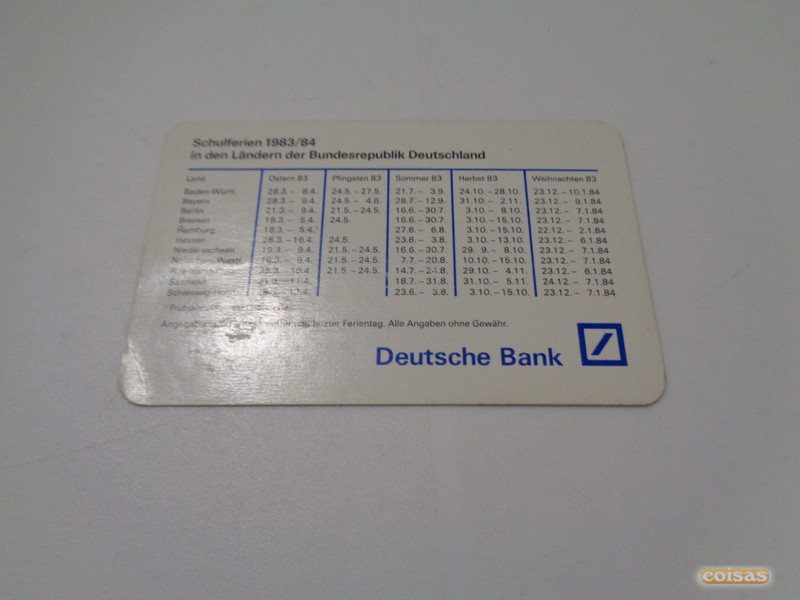 Schulferien 1983/84
in den Ländern der Bundesrepublik Deutschland
Land Ostern 83 Pfingsten 83 Sommer 83 Herbst 83 Weihnachten 83
Baden-Württ. 28.3. – 8.4. 24.5. – 27.5. 21.7. – 3.9. 24.10. – 28.10. 23.12. – 10.1.84
Bayern 28.3. – 9.4. 24.5. – 4.6. 28.7. – 12.9. 31.10. – 2.11. 23.12. – 9.1.84
Berlin 21.3. – 9.4. 21.5. – 24.5. 16.6. – 30.7. 3.10. – 8.10. 23.12. – 7.1.84
Bremen 18.3. – 5.4. 24.5. 16.6. – 30.7. 3.10. – 15.10. 23.12. – 7.1.84
Hamburg 18.3. – 5.4. 27.6. – 6.8. 3.10. – 15.10. 22.12. – 2.1.84
Hessen 28.3. – 16.4. 24.5. 23.6. – 3.8. 3.10. – 13.10. 23.12. – 6.1.84
Niedersachsen 9.4. 21.5. – 24.5. 16.6. – 30.7. 29. 9. – 8.10. 23.12. – 7.1.84
9.4. 21.5. – 24.5. 7.7. – 20.8. 10.10. – 15.10. 23.12. – 7.1.84
21.5. – 24.5. 14.7. – 24.8. 29.10. – 4.11. 23.12. – 6.1.84
Saarland 18.7. – 31.8. 31.10. – 5.11. 24.12. – 7.1.84
23.6. – 3.8. 3.10. – 15.10. 23.12. – 7.1.84
letzter Ferientag. Alle Angaben ohne Gewähr.
Deutsche Bank
coisas